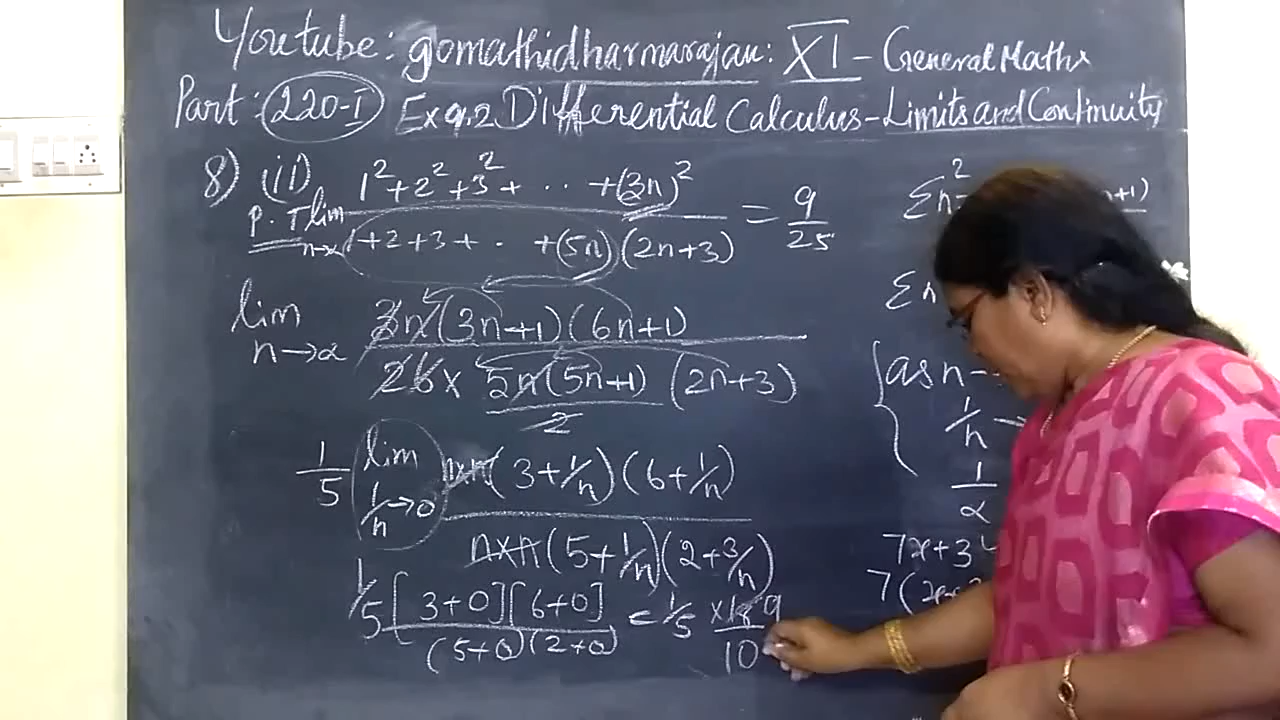 Youtube: gomathidharmarajan: XI - General Maths
Part: 220-I Ex 9.2 Differential Calculus - Limits and Continuity
8) (ii) 1² + 2² + 3² + ·· + (3n)²
P.T lim n→∝ 1+2+3+ · +(5n)(2n+3) = 9/25
Σn² n+1)
lim n→∝ 3n(3n+1)(6n+1)
26 × 5n(5n+1)/2 (2n+3)
Σn
as n
1/n →
1/∝
1/5 lim 1/n→0 n×n(3+1/n)(6+1/n)
n×n(5+1/n)(2+3/n)
7x+3
7(
1/5 [3+0][6+0] = 1/5 × 18 9
(5+0)(2+0) 10